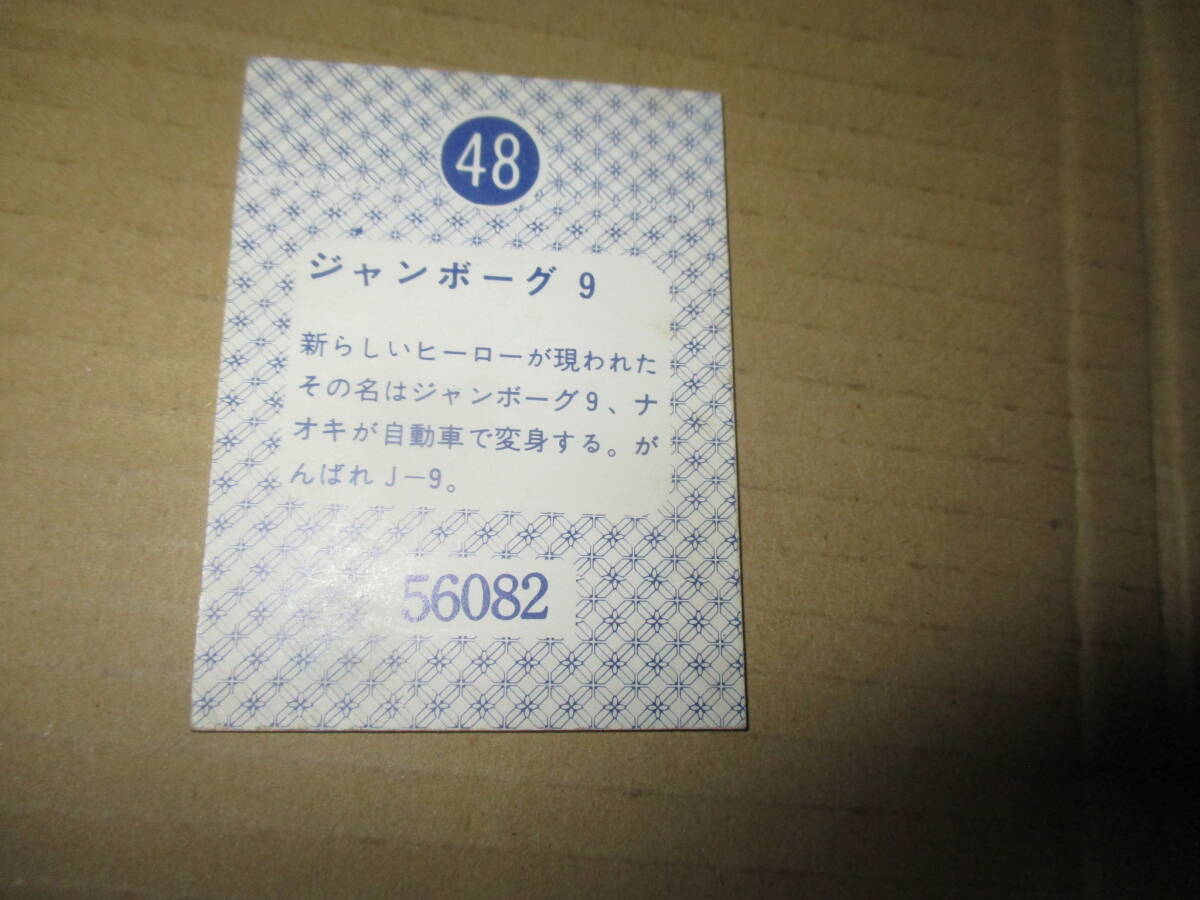 48
ジャンボーグ 9
新らしいヒーローが現われた
その名はジャンボーグ9、ナ
オキが自動車で変身する。が
んばれJ—9。
56082